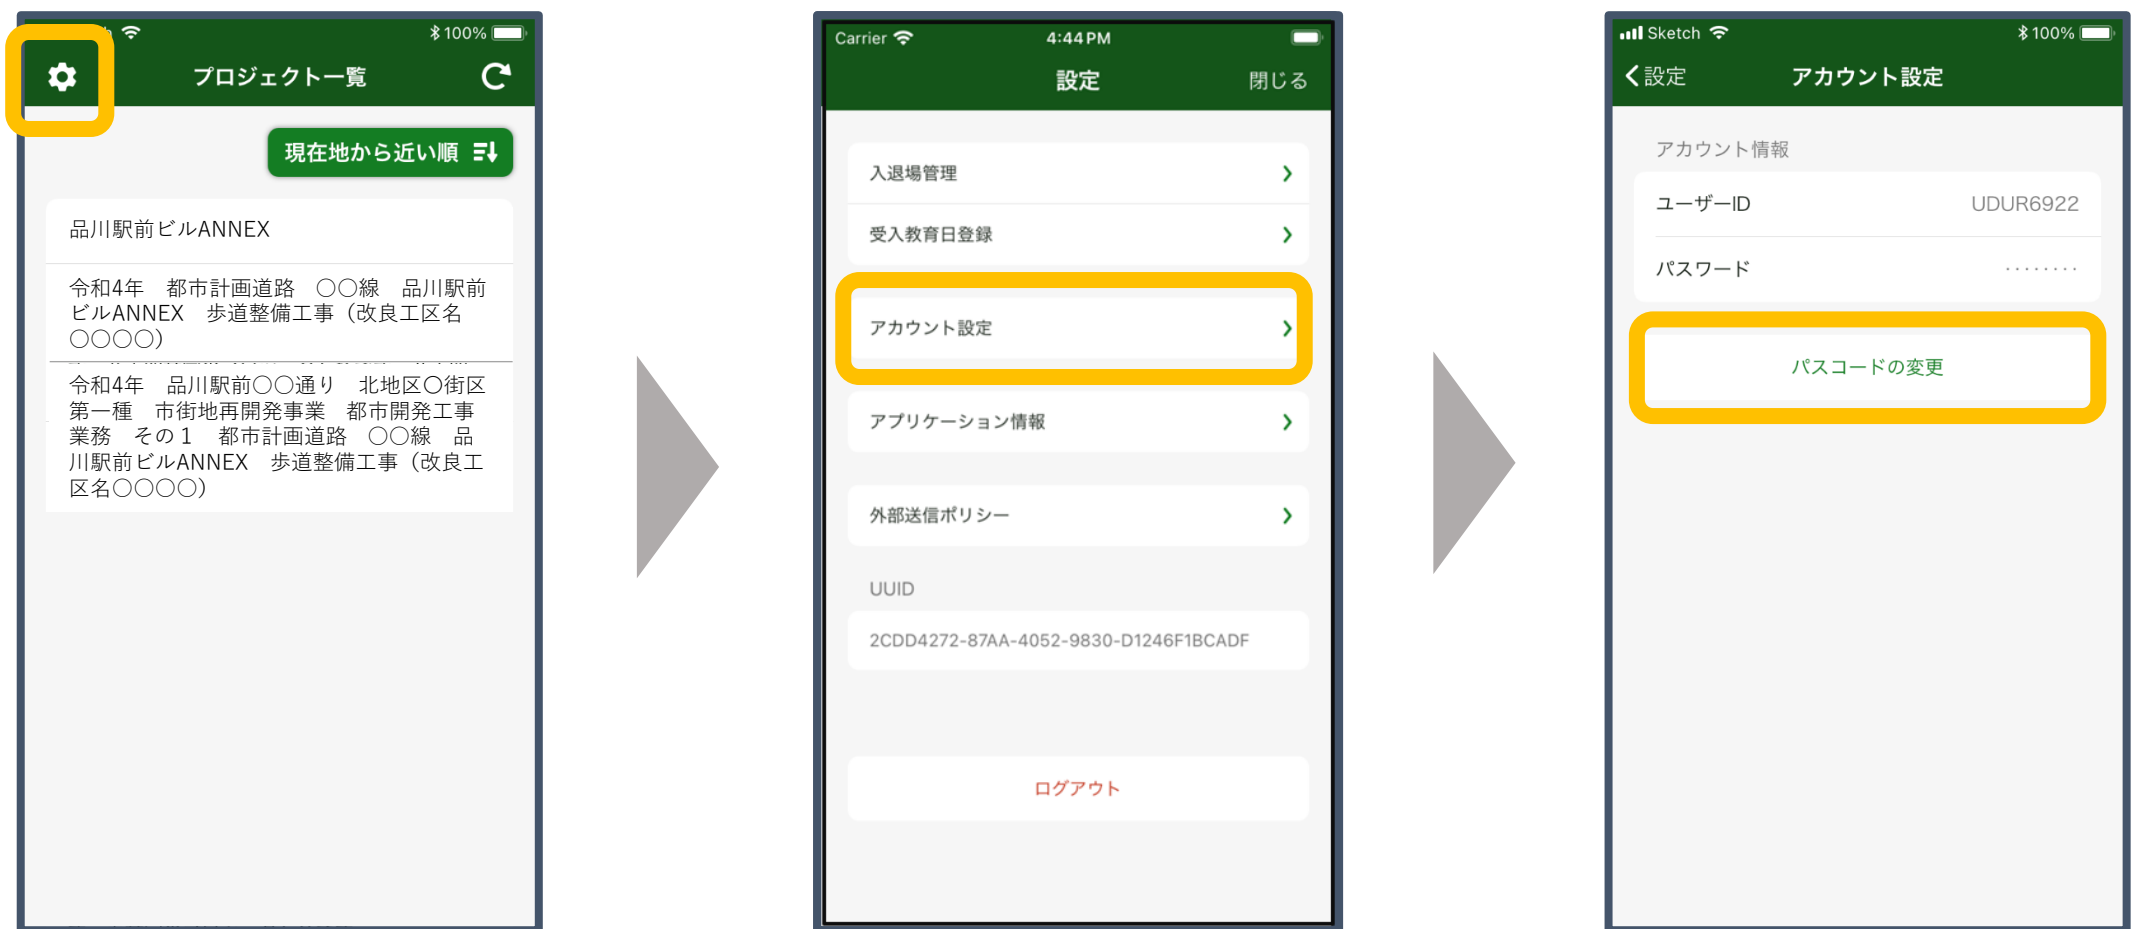 100%
プロジェクト一覧
現在地から近い順
品川駅前ビルANNEX
令和4年　都市計画道路　〇〇線　品川駅前
ビルANNEX　歩道整備工事（改良工区名
〇〇〇〇）
令和4年　品川駅前〇〇通り　北地区〇街区
第一種　市街地再開発事業　都市開発工事
業務　その１　都市計画道路　〇〇線　品
川駅前ビルANNEX　歩道整備工事（改良工
区名〇〇〇〇）
Carrier 4:44 PM
設定 閉じる
入退場管理
受入教育日登録
アカウント設定
アプリケーション情報
外部送信ポリシー
UUID
2CDD4272-87AA-4052-9830-D1246F1BCADF
ログアウト
Sketch 100%
設定 アカウント設定
アカウント情報
ユーザーID UDUR6922
パスワード ········
パスコードの変更